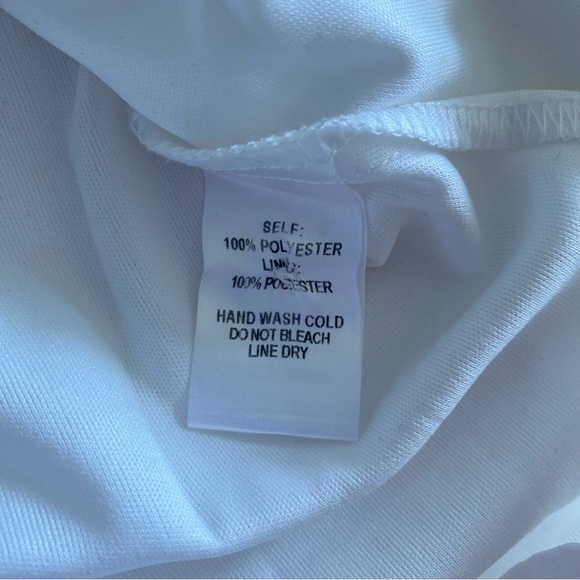 SELF:
100% POLYESTER
100% POLYESTER
HAND WASH COLD
DO NOT BLEACH
LINE DRY